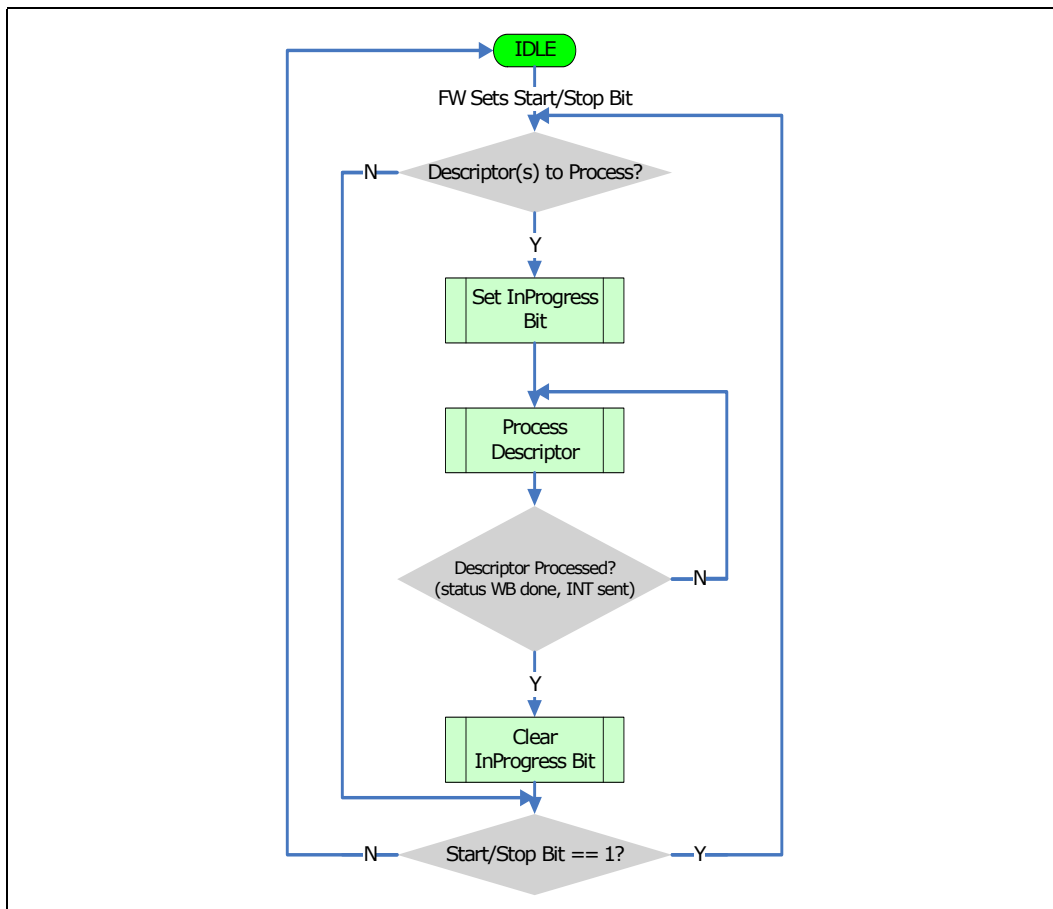 IDLE
FW Sets Start/Stop Bit
N
Descriptor(s) to Process?
Y
Set InProgress
Bit
Process
Descriptor
Descriptor Processed?
(status WB done, INT sent)
N
Y
Clear
InProgress Bit
N
Start/Stop Bit == 1?
Y